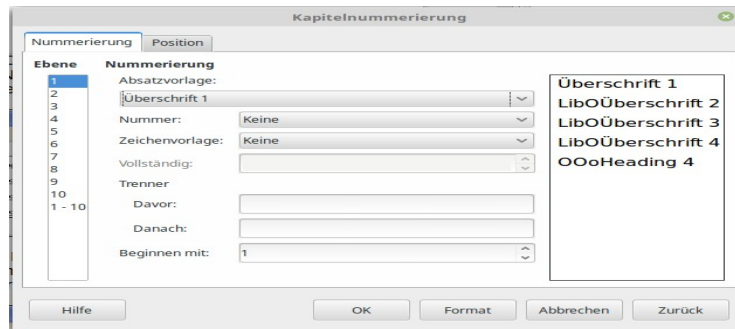 Kapitelnummerierung
Nummerierung Position
Ebene
1
2
3
4
5
6
7
8
9
10
1 - 10
Nummerierung
Absatzvorlage:
Überschrift 1
Nummer: Keine
Zeichenvorlage: Keine
Vollständig:
Trenner
Davor:
Danach:
Beginnen mit: 1
Überschrift 1
LibOÜberschrift 2
LibOÜberschrift 3
LibOÜberschrift 4
OOoHeading 4
Hilfe OK Format Abbrechen Zurück